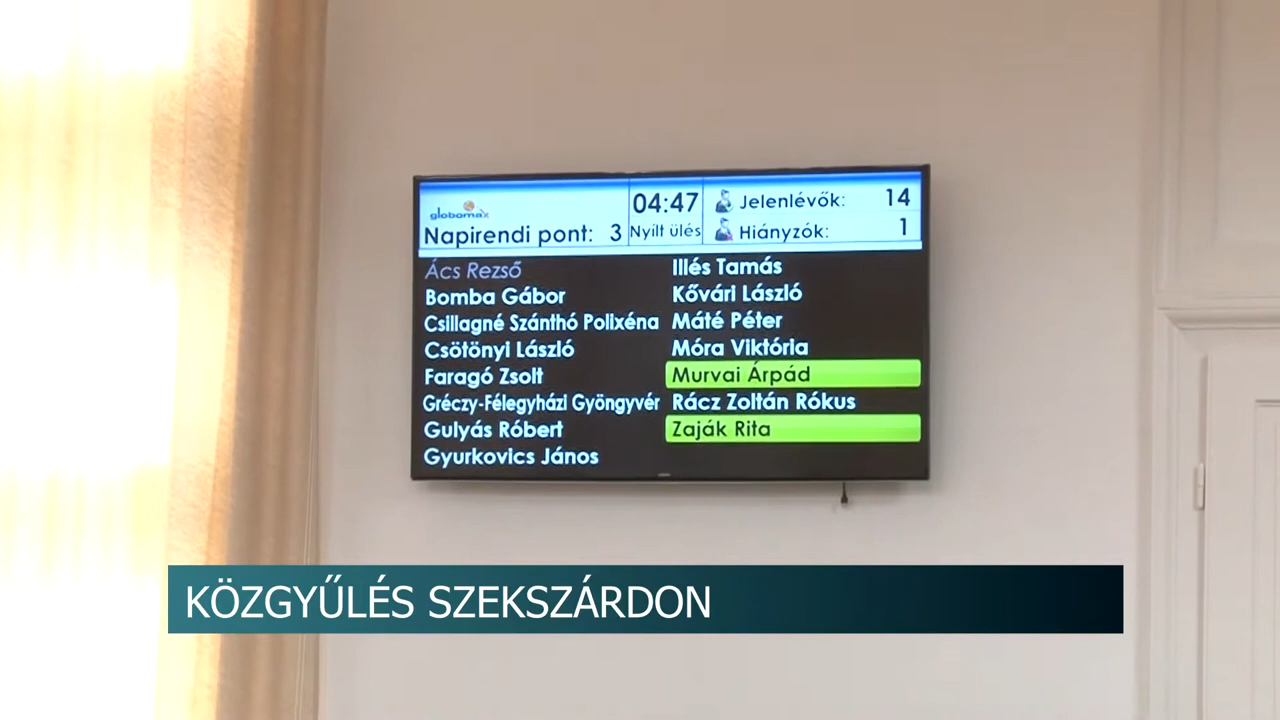 globomax
Napirendi pont: 3
04:47
Nyílt ülés
Jelenlévők: 14
Hiányzók: 1
Ács Rezső
Bomba Gábor
Csillagné Szánthó Polixéna
Csötönyi László
Faragó Zsolt
Gréczy-Félegyházi Gyöngyvér
Gulyás Róbert
Gyurkovics János
Illés Tamás
Kővári László
Máté Péter
Móra Viktória
Murvai Árpád
Rácz Zoltán Rókus
Zaják Rita
KÖZGYŰLÉS SZEKSZÁRDON